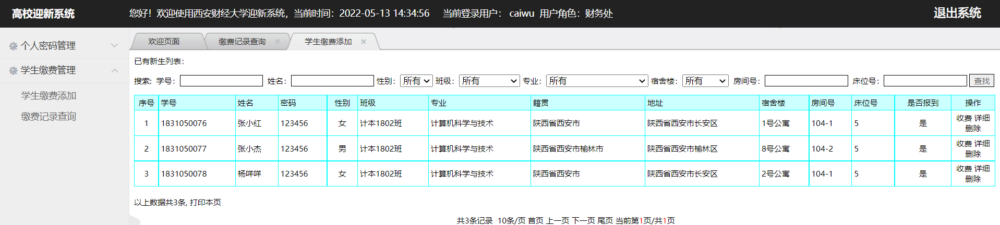 高校迎新系统 您好！欢迎使用西安财经大学迎新系统，当前时间：2022-05-13 14:34:56 当前登录用户： caiwu 用户角色：财务处 退出系统
个人密码管理
学生缴费管理
学生缴费添加
缴费记录查询
欢迎页面 缴费记录查询 × 学生缴费添加 ×
已有新生列表：
搜索: 学号： 姓名： 性别： 所有 班级： 所有 专业： 所有 宿舍楼： 所有 房间号： 床位号： 查找
序号 学号 姓名 密码 性别 班级 专业 籍贯 地址 宿舍楼 房间号 床位号 是否报到 操作
1 1831050076 张小红 123456 女 计本1802班 计算机科学与技术 陕西省西安市 陕西省西安市长安区 1号公寓 104-1 5 是 收费 详细
删除
2 1831050077 张小杰 123456 男 计本1802班 计算机科学与技术 陕西省西安市榆林市 陕西省西安市榆林区 8号公寓 104-2 5 是 收费 详细
删除
3 1831050078 杨咩咩 123456 女 计本1802班 计算机科学与技术 陕西省西安市 陕西省西安市长安区 2号公寓 104-1 5 是 收费 详细
删除
以上数据共3条, 打印本页
共3条记录 10条/页 首页 上一页 下一页 尾页 当前第1页/共1页